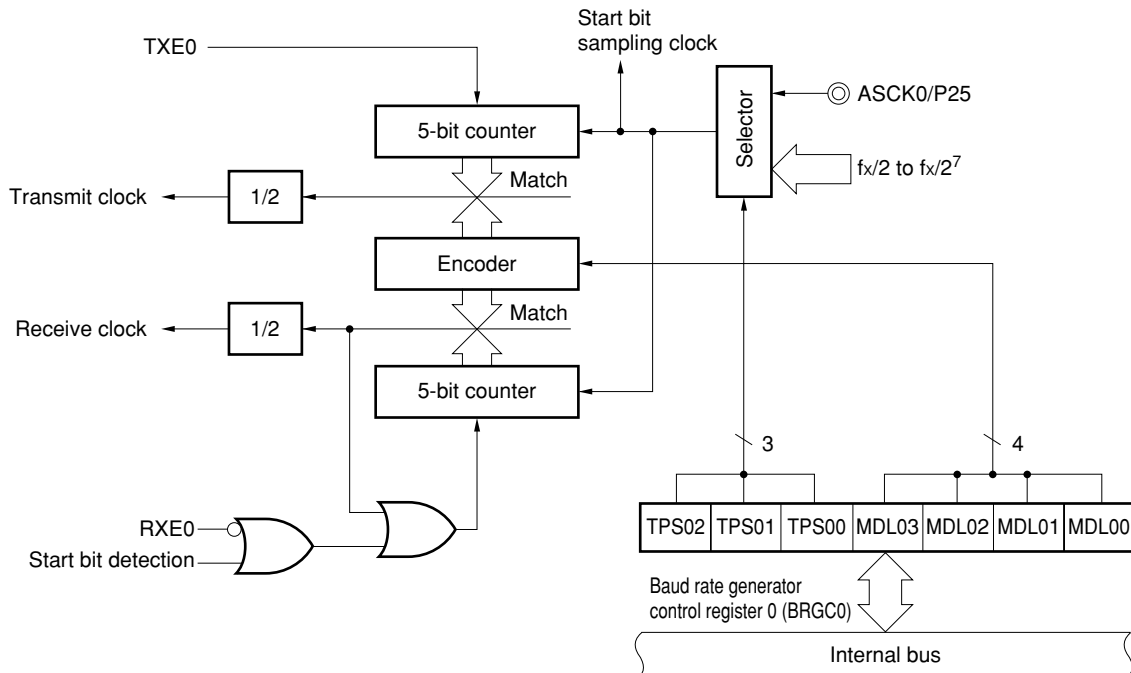 Start bit
sampling clock
TXE0
ASCK0/P25
Selector
5-bit counter
fx/2 to fx/2⁷
Match
Transmit clock
1/2
Encoder
Match
Receive clock
1/2
5-bit counter
3
4
RXE0
Start bit detection
TPS02 TPS01 TPS00 MDL03 MDL02 MDL01 MDL00
Baud rate generator
control register 0 (BRGC0)
Internal bus